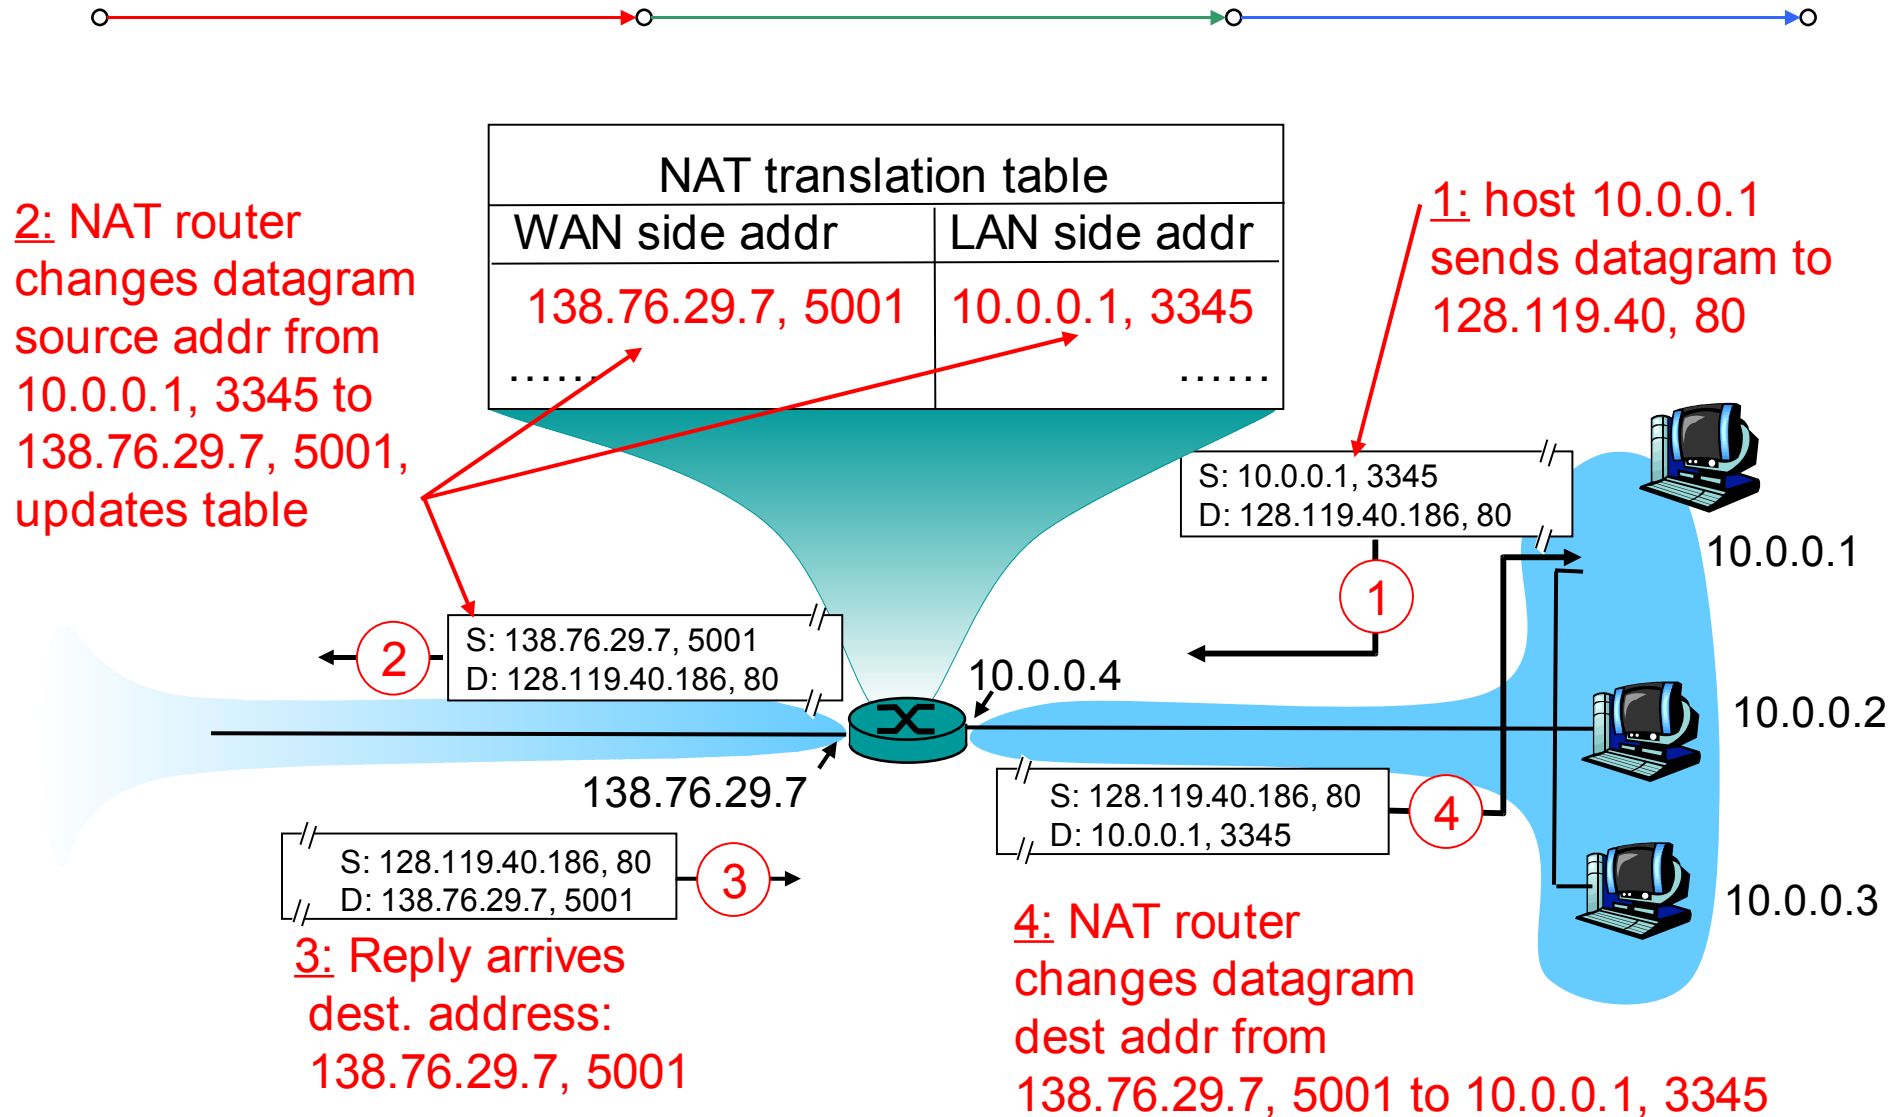 NAT translation table
WAN side addr LAN side addr
138.76.29.7, 5001 10.0.0.1, 3345
...... ......
2: NAT router
changes datagram
source addr from
10.0.0.1, 3345 to
138.76.29.7, 5001,
updates table
1: host 10.0.0.1
sends datagram to
128.119.40, 80
S: 10.0.0.1, 3345
D: 128.119.40.186, 80
1
10.0.0.1
S: 138.76.29.7, 5001
D: 128.119.40.186, 80
2
10.0.0.4
10.0.0.2
138.76.29.7
S: 128.119.40.186, 80
D: 10.0.0.1, 3345
4
S: 128.119.40.186, 80
D: 138.76.29.7, 5001
3
10.0.0.3
3: Reply arrives
dest. address:
138.76.29.7, 5001
4: NAT router
changes datagram
dest addr from
138.76.29.7, 5001 to 10.0.0.1, 3345